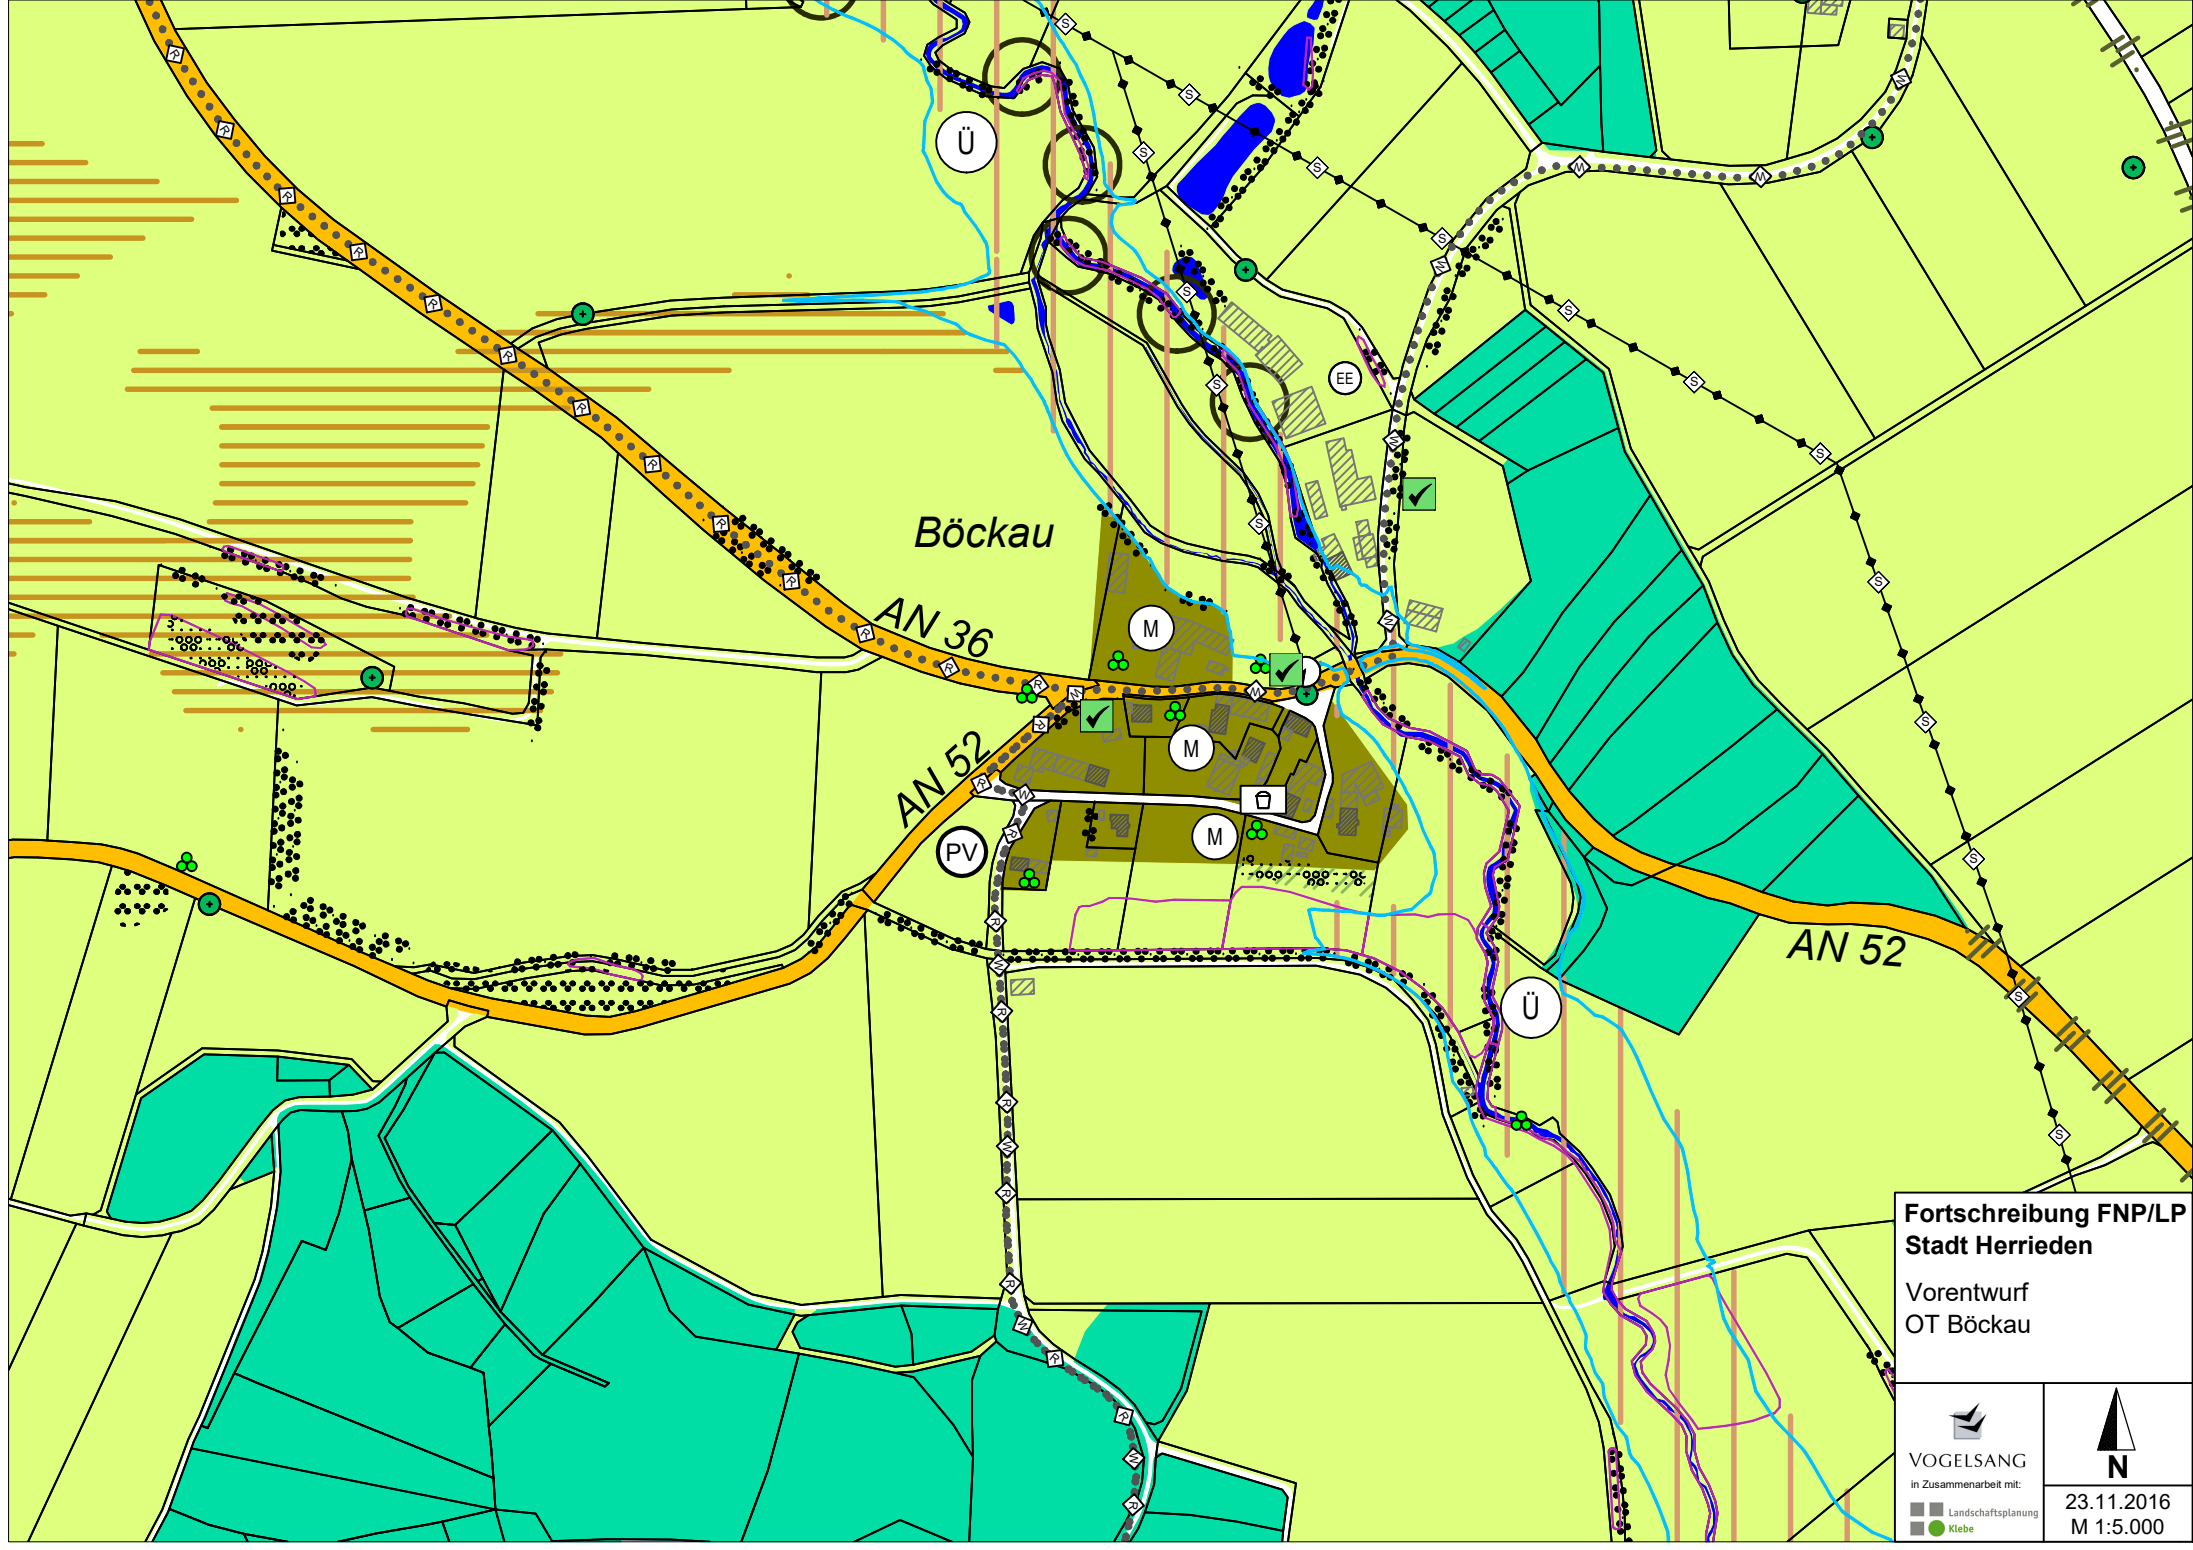 Ü
EE
Böckau
AN 36
M
M
AN 52
M
PV
AN 52
Ü
Fortschreibung FNP/LP
Stadt Herrieden
Vorentwurf
OT Böckau
VOGELSANG
in Zusammenarbeit mit:
Landschaftsplanung
Klebe
N
23.11.2016
M 1:5.000